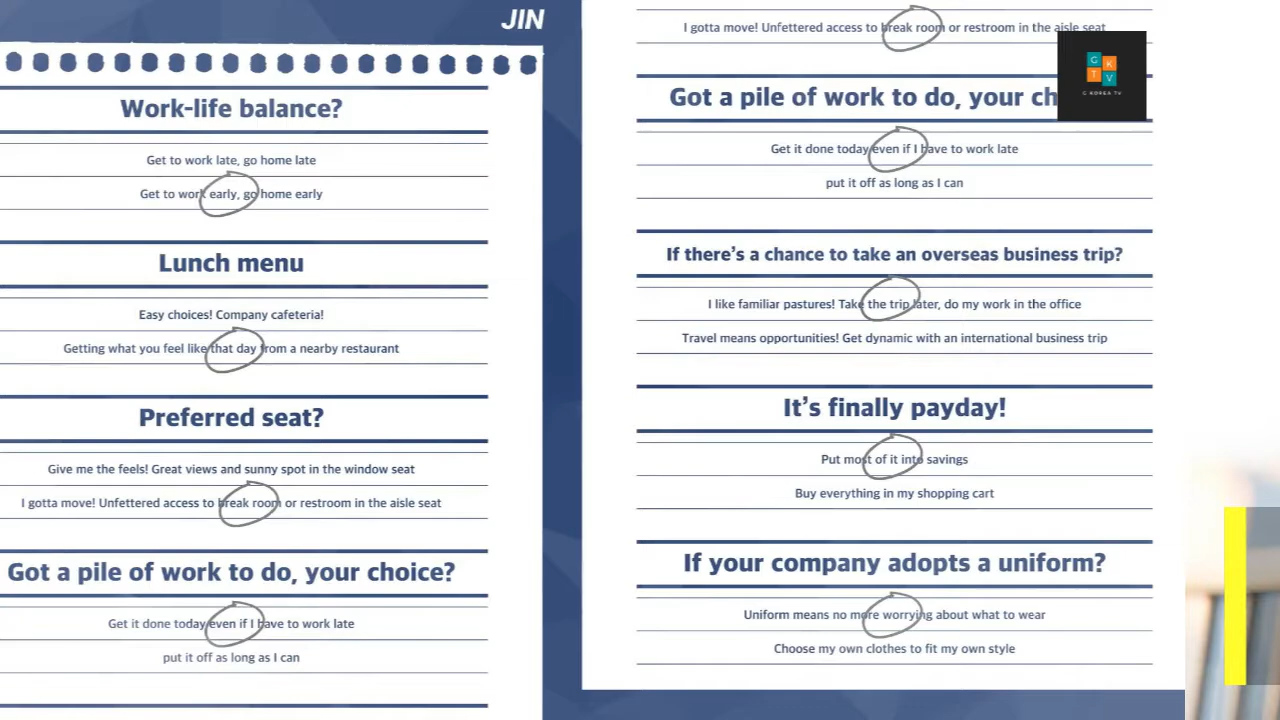 JIN
Work-life balance?
Get to work late, go home late
Get to work early, go home early
Lunch menu
Easy choices! Company cafeteria!
Getting what you feel like that day from a nearby restaurant
Preferred seat?
Give me the feels! Great views and sunny spot in the window seat
I gotta move! Unfettered access to break room or restroom in the aisle seat
Got a pile of work to do, your choice?
Get it done today even if I have to work late
put it off as long as I can
I gotta move! Unfettered access to break room or restroom in the aisle seat
Got a pile of work to do, your ch
Get it done today even if I have to work late
put it off as long as I can
If there's a chance to take an overseas business trip?
I like familiar pastures! Take the trip later, do my work in the office
Travel means opportunities! Get dynamic with an international business trip
It's finally payday!
Put most of it into savings
Buy everything in my shopping cart
If your company adopts a uniform?
Uniform means no more worrying about what to wear
Choose my own clothes to fit my own style
G K
T V
G KOREA TV